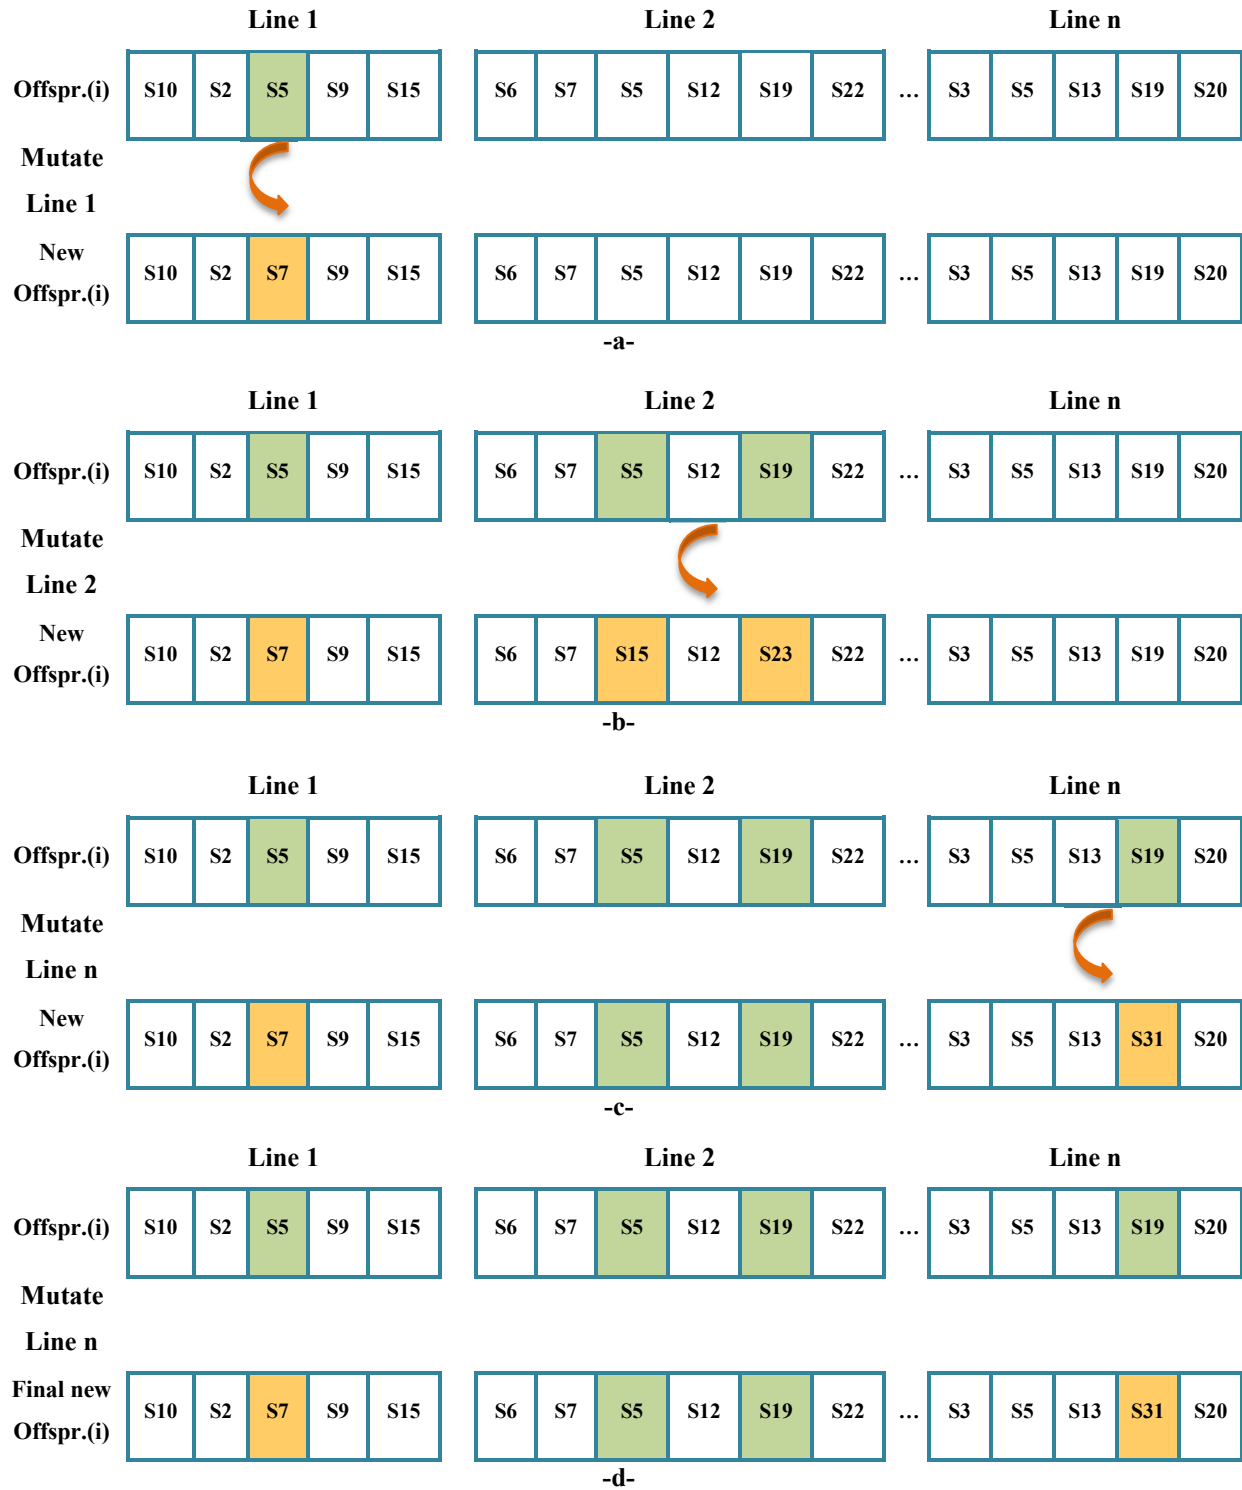 Line 1 Line 2 Line n
Offspr.(i) S10 S2 S5 S9 S15 S6 S7 S5 S12 S19 S22 ... S3 S5 S13 S19 S20
Mutate
Line 1
New
Offspr.(i) S10 S2 S7 S9 S15 S6 S7 S5 S12 S19 S22 ... S3 S5 S13 S19 S20
-a-
Line 1 Line 2 Line n
Offspr.(i) S10 S2 S5 S9 S15 S6 S7 S5 S12 S19 S22 ... S3 S5 S13 S19 S20
Mutate
Line 2
New
Offspr.(i) S10 S2 S7 S9 S15 S6 S7 S15 S12 S23 S22 ... S3 S5 S13 S19 S20
-b-
Line 1 Line 2 Line n
Offspr.(i) S10 S2 S5 S9 S15 S6 S7 S5 S12 S19 S22 ... S3 S5 S13 S19 S20
Mutate
Line n
New
Offspr.(i) S10 S2 S7 S9 S15 S6 S7 S5 S12 S19 S22 ... S3 S5 S13 S31 S20
-c-
Line 1 Line 2 Line n
Offspr.(i) S10 S2 S5 S9 S15 S6 S7 S5 S12 S19 S22 ... S3 S5 S13 S19 S20
Mutate
Line n
Final new
Offspr.(i) S10 S2 S7 S9 S15 S6 S7 S5 S12 S19 S22 ... S3 S5 S13 S31 S20
-d-